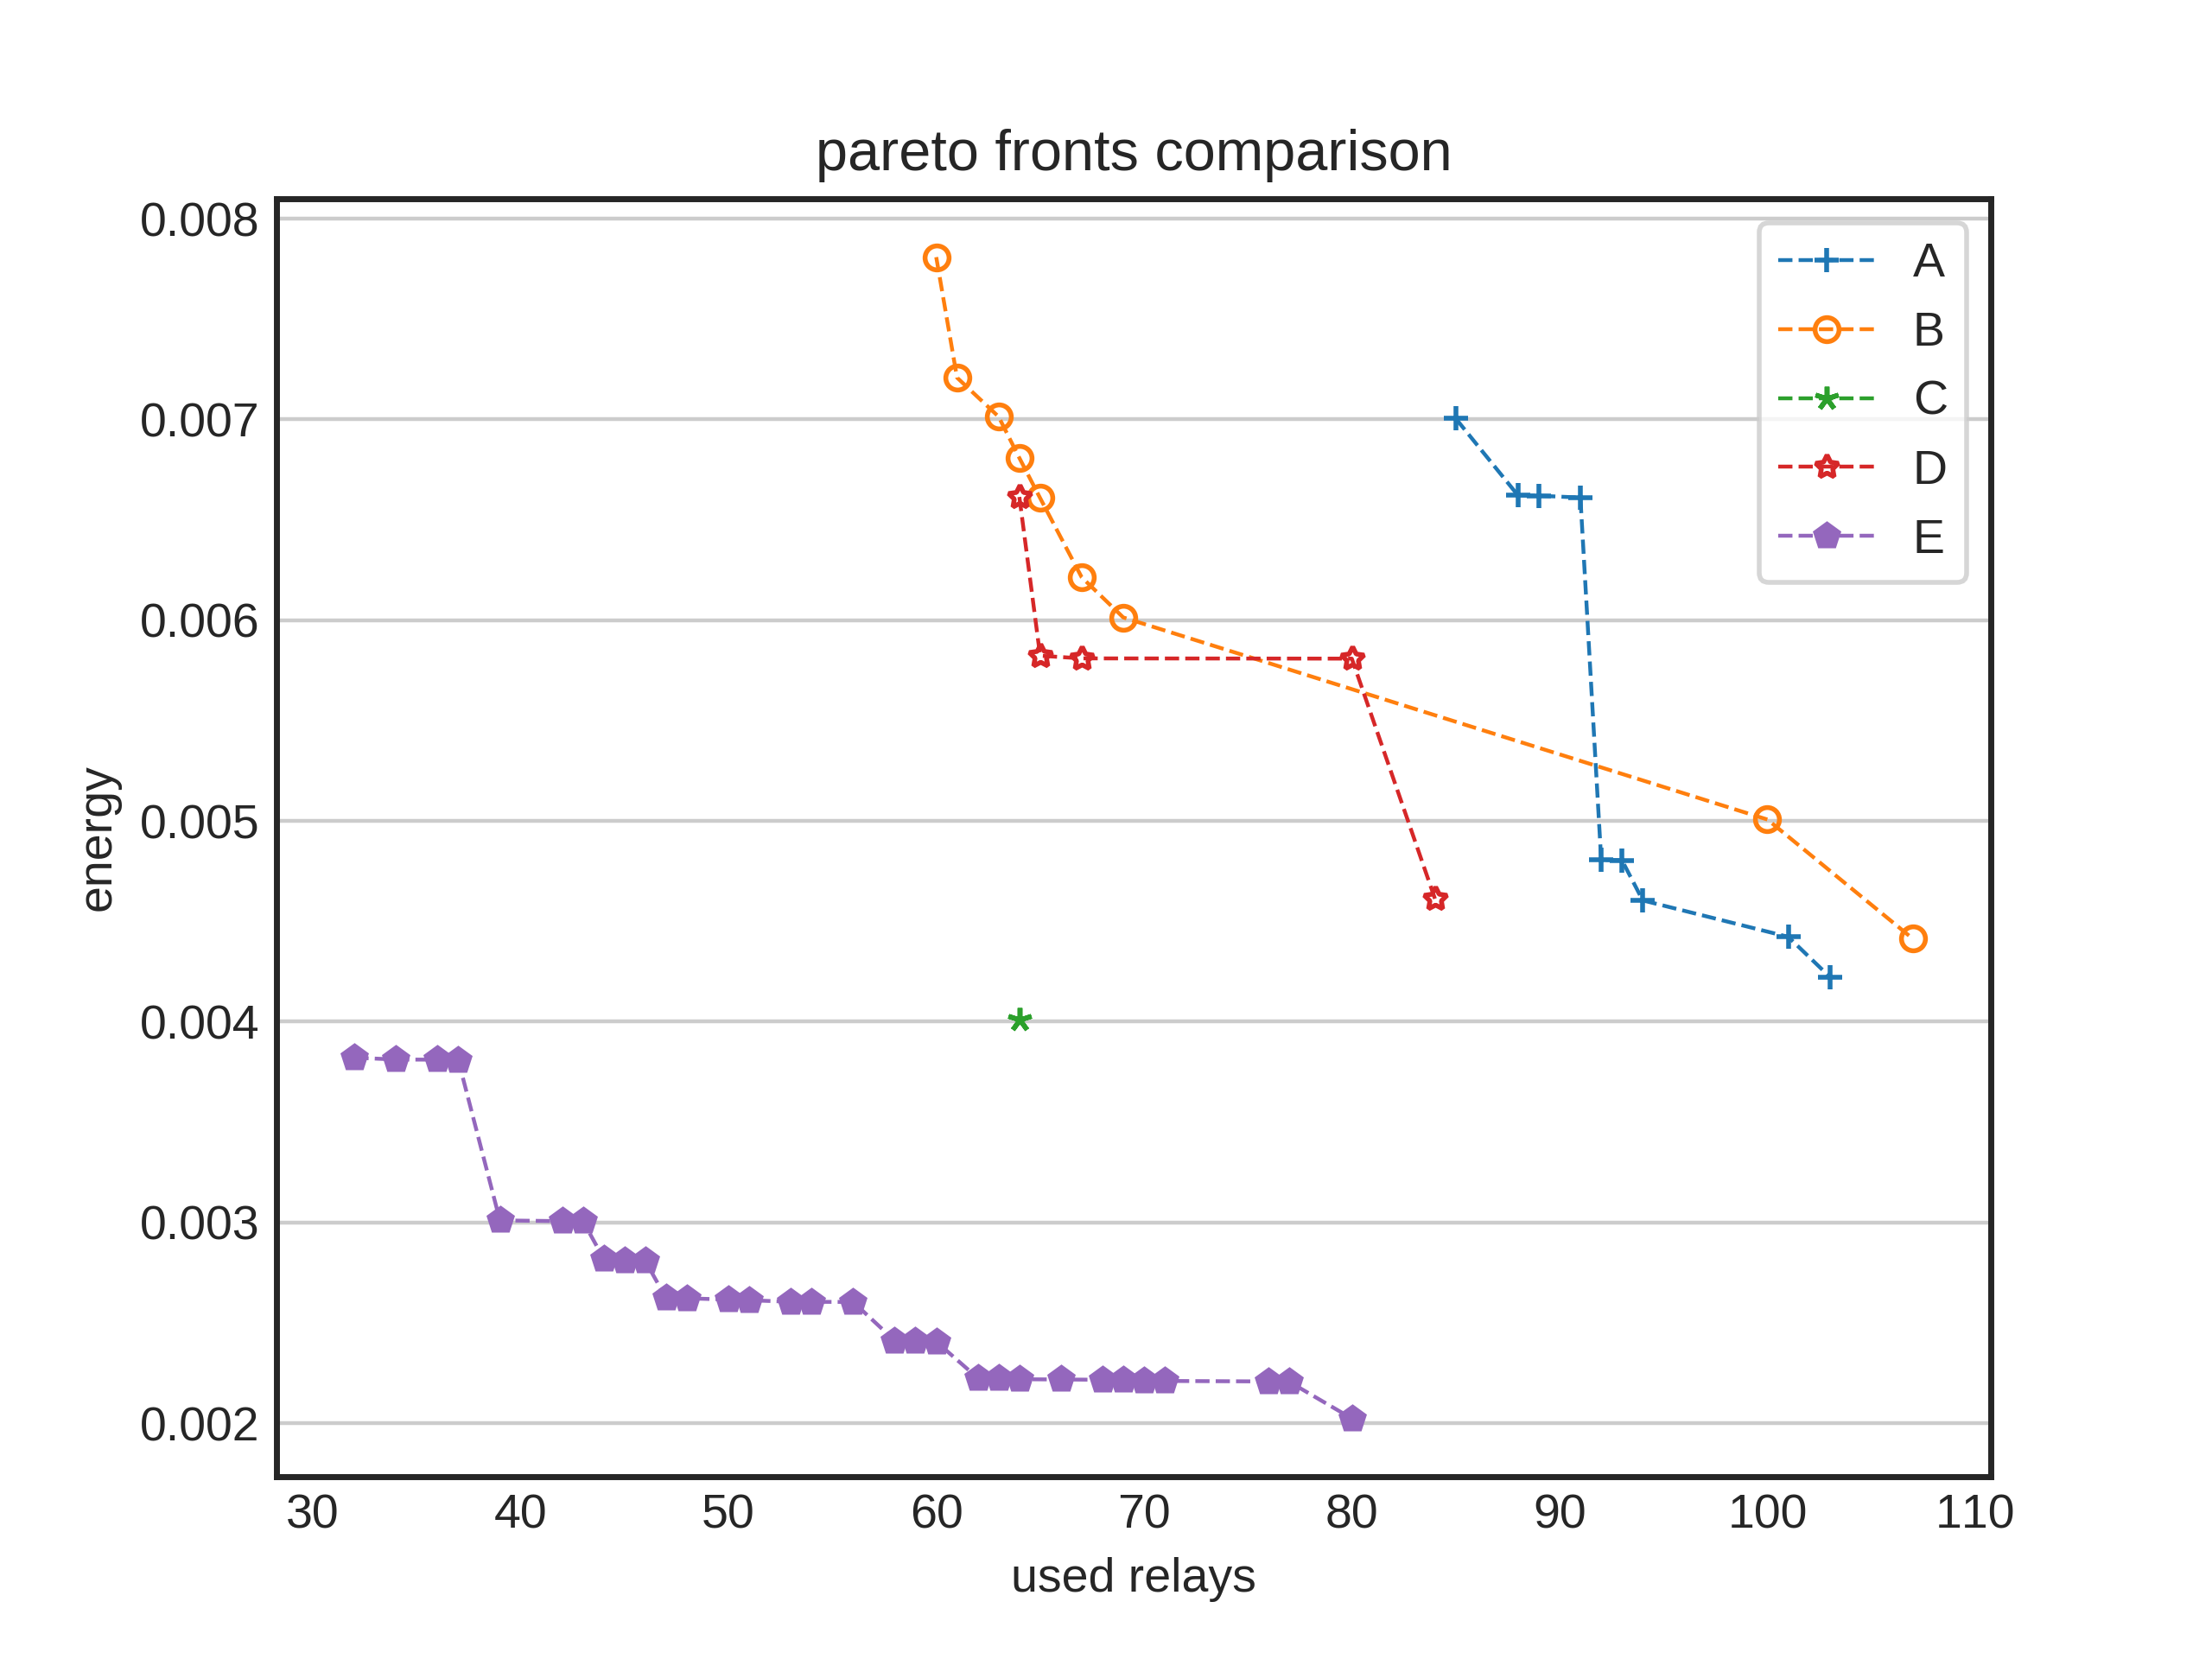 pareto fronts comparison
0.008
0.007
0.006
0.005
0.004
0.003
0.002
energy
A
B
C
D
E
30 40 50 60 70 80 90 100 110
used relays